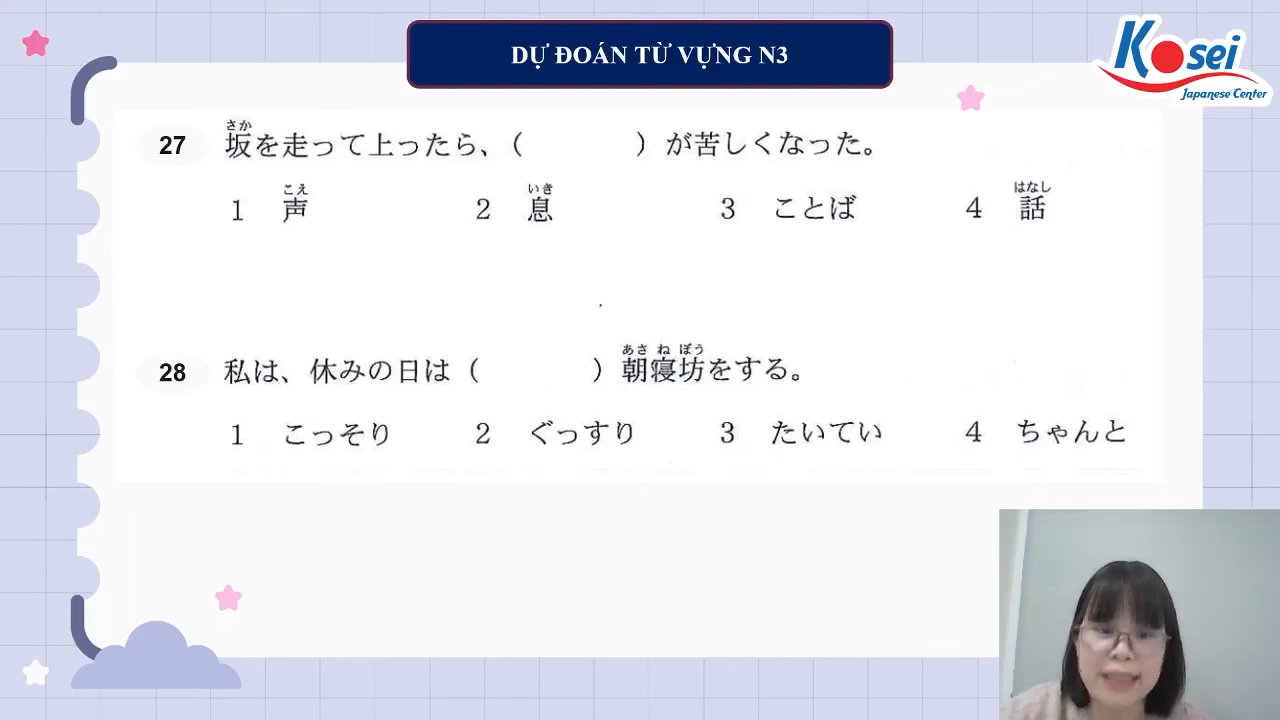 DỰ ĐOÁN TỪ VỰNG N3
Kosei
Japanese Center
さか
27 坂を走って上ったら、（ ）が苦しくなった。
こえ いき はなし
1 声 2 息 3 ことば 4 話
あさ ね ぼう
28 私は、休みの日は（ ）朝寝坊をする。
1 こっそり 2 ぐっすり 3 たいてい 4 ちゃんと